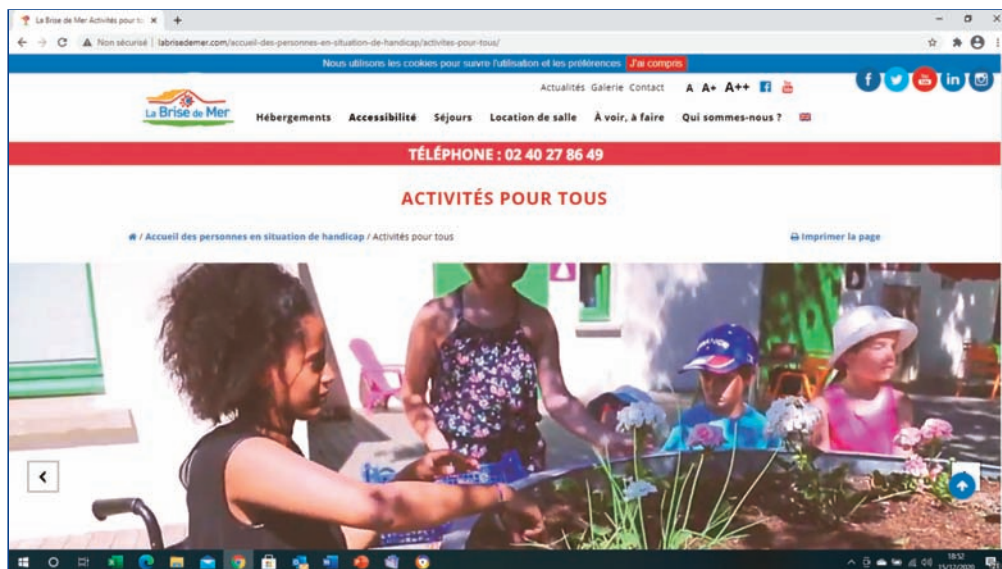 La Brise de Mer Activités pour to
Non sécurisé | labrisedemer.com/accueil-des-personnes-en-situation-de-handicap/activites-pour-tous/
Nous utilisons les cookies pour suivre l'utilisation et les préférences J'ai compris
Actualités Galerie Contact A A+ A++
La Brise de Mer
Hébergements Accessibilité Séjours Location de salle À voir, à faire Qui sommes-nous ?
TÉLÉPHONE : 02 40 27 86 49
ACTIVITÉS POUR TOUS
/ Accueil des personnes en situation de handicap / Activités pour tous
Imprimer la page
18:52
15/12/2020